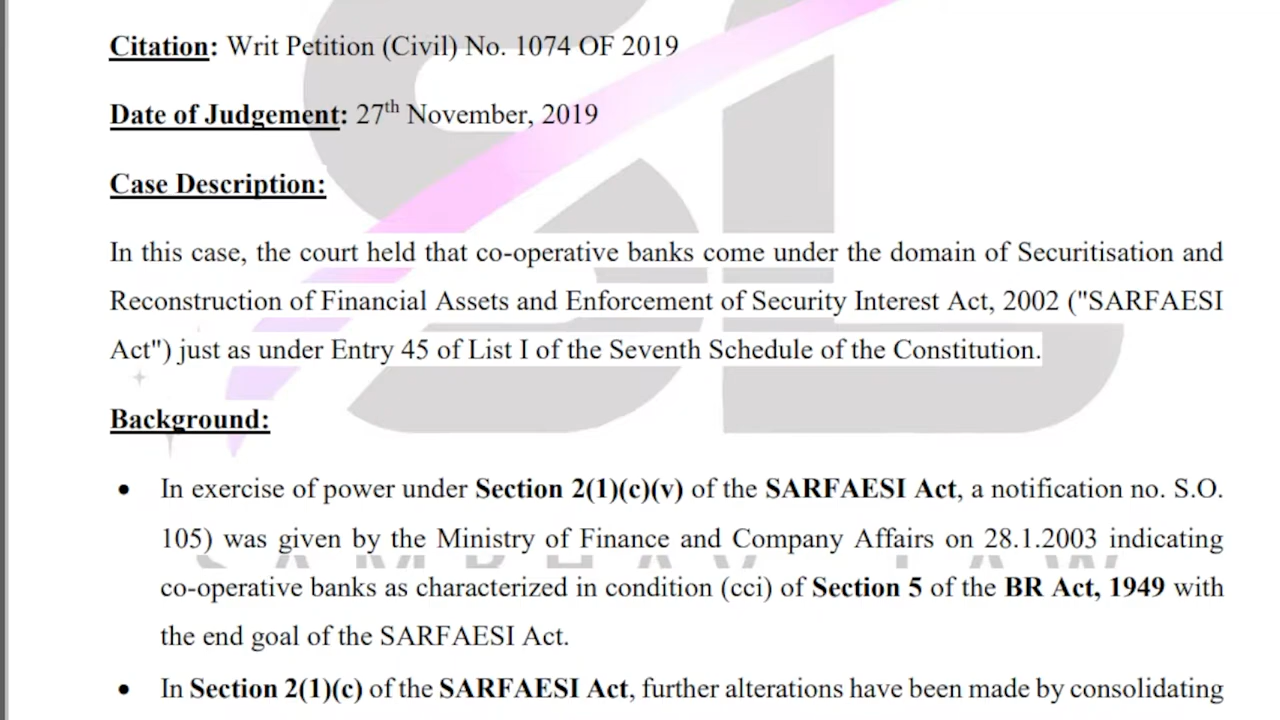 Citation: Writ Petition (Civil) No. 1074 OF 2019
Date of Judgement: 27th November, 2019
Case Description:
In this case, the court held that co-operative banks come under the domain of Securitisation and
Reconstruction of Financial Assets and Enforcement of Security Interest Act, 2002 ("SARFAESI
Act") just as under Entry 45 of List I of the Seventh Schedule of the Constitution.
Background:
• In exercise of power under Section 2(1)(c)(v) of the SARFAESI Act, a notification no. S.O.
105) was given by the Ministry of Finance and Company Affairs on 28.1.2003 indicating
co-operative banks as characterized in condition (cci) of Section 5 of the BR Act, 1949 with
the end goal of the SARFAESI Act.
• In Section 2(1)(c) of the SARFAESI Act, further alterations have been made by consolidating